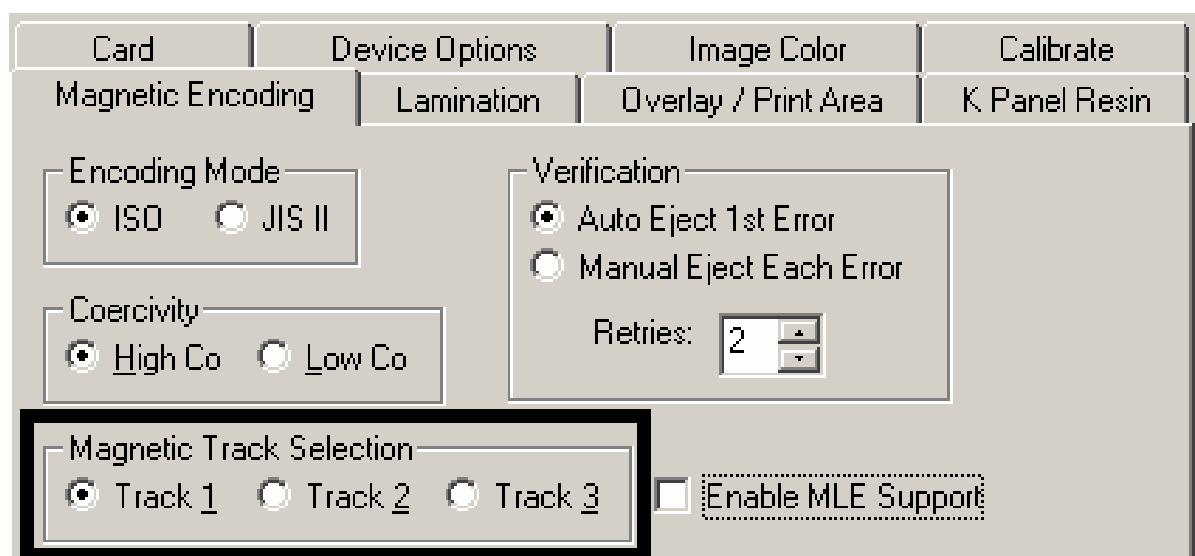 Card Device Options Image Color Calibrate
Magnetic Encoding Lamination Overlay / Print Area K Panel Resin
Encoding Mode
ISO JIS II
Coercivity
High Co Low Co
Verification
Auto Eject 1st Error
Manual Eject Each Error
Retries: 2
Magnetic Track Selection
Track 1 Track 2 Track 3
Enable MLE Support